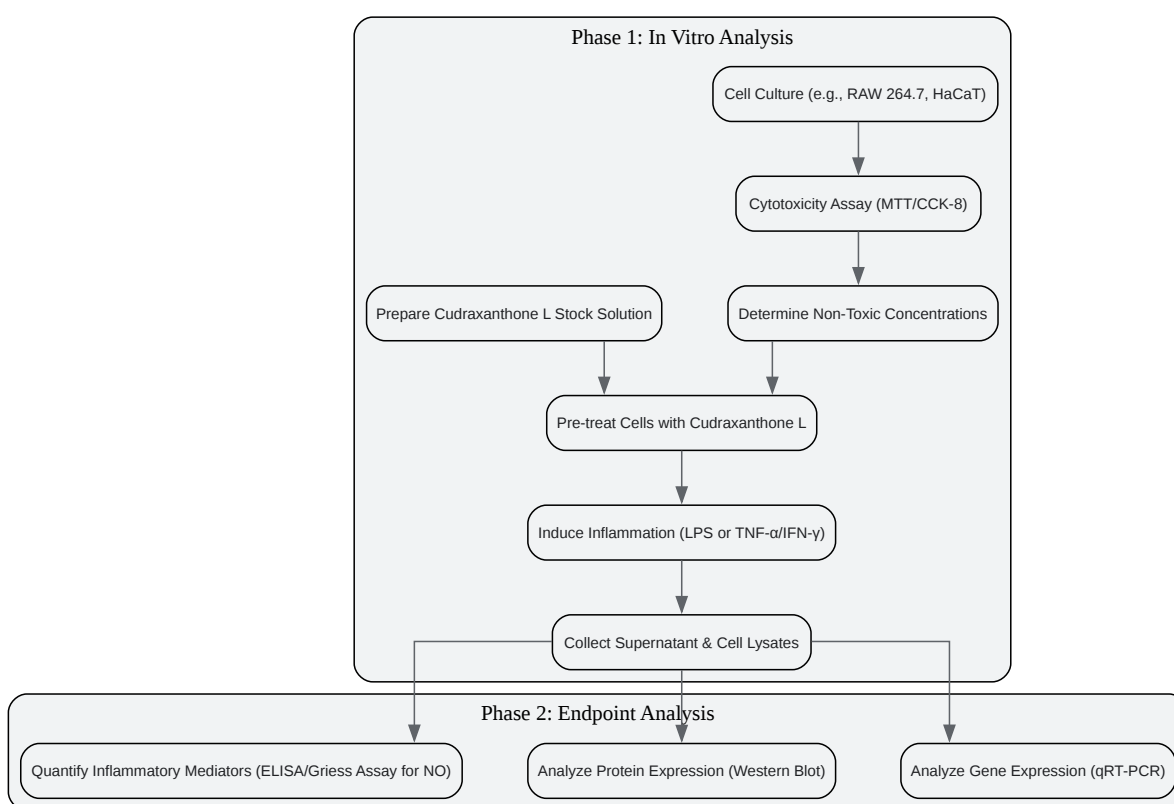 Phase 1: In Vitro Analysis
Cell Culture (e.g., RAW 264.7, HaCaT)
Cytotoxicity Assay (MTT/CCK-8)
Prepare Cudraxanthone L Stock Solution
Determine Non-Toxic Concentrations
Pre-treat Cells with Cudraxanthone L
Induce Inflammation (LPS or TNF-α/IFN-γ)
Collect Supernatant & Cell Lysates
Phase 2: Endpoint Analysis
Quantify Inflammatory Mediators (ELISA/Griess Assay for NO)
Analyze Protein Expression (Western Blot)
Analyze Gene Expression (qRT-PCR)